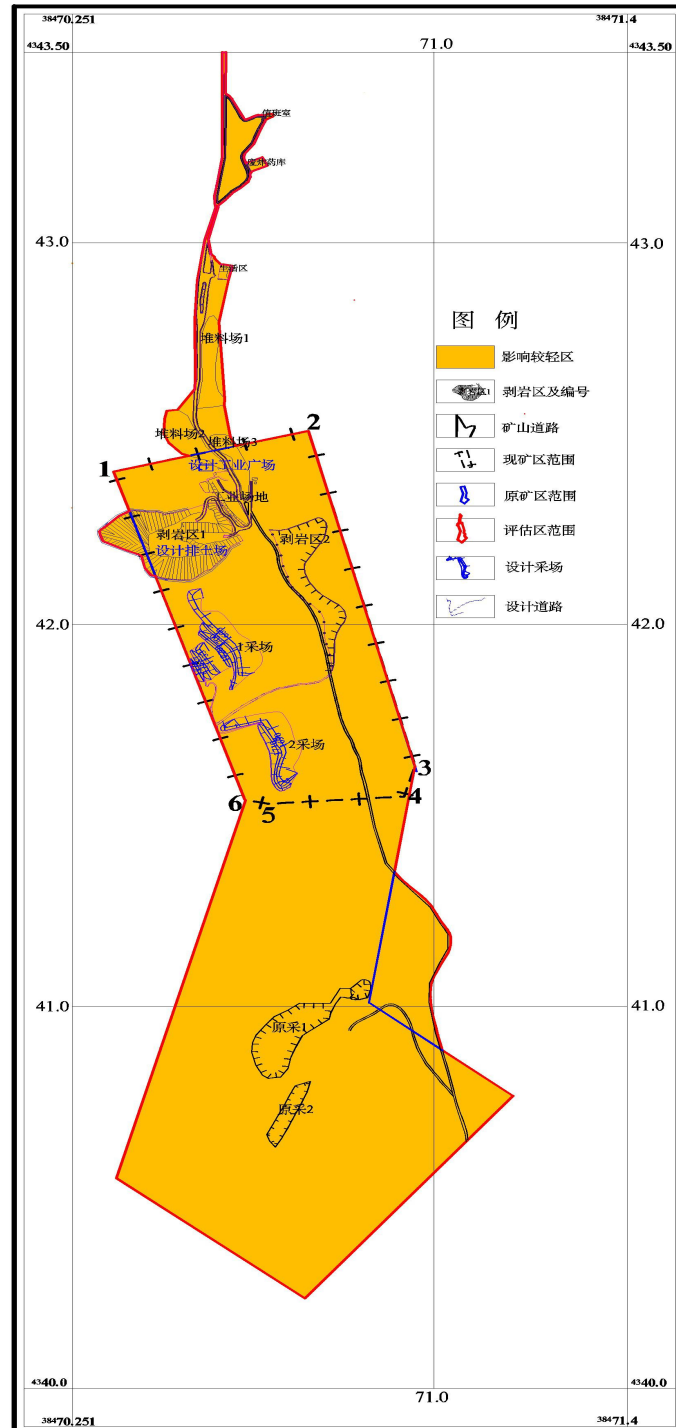 ³⁸⁴70.251
³⁸⁴71.4
⁴³43.50
71.0
⁴³43.50
值班室
废炸药库
43.0
43.0
生活区
图 例
堆料场1
影响较轻区
剥岩区1
剥岩区及编号
矿山道路
2
堆料场2
堆料场3
现矿区范围
1
设计工业广场
工业场地
原矿区范围
剥岩区1
剥岩区2
评估区范围
设计排土场
设计采场
设计道路
42.0
42.0
1采场
2采场
3
6
5
4
41.0
41.0
原采1
原采2
⁴³40.0
⁴³40.0
71.0
³⁸⁴70.251
³⁸⁴71.4